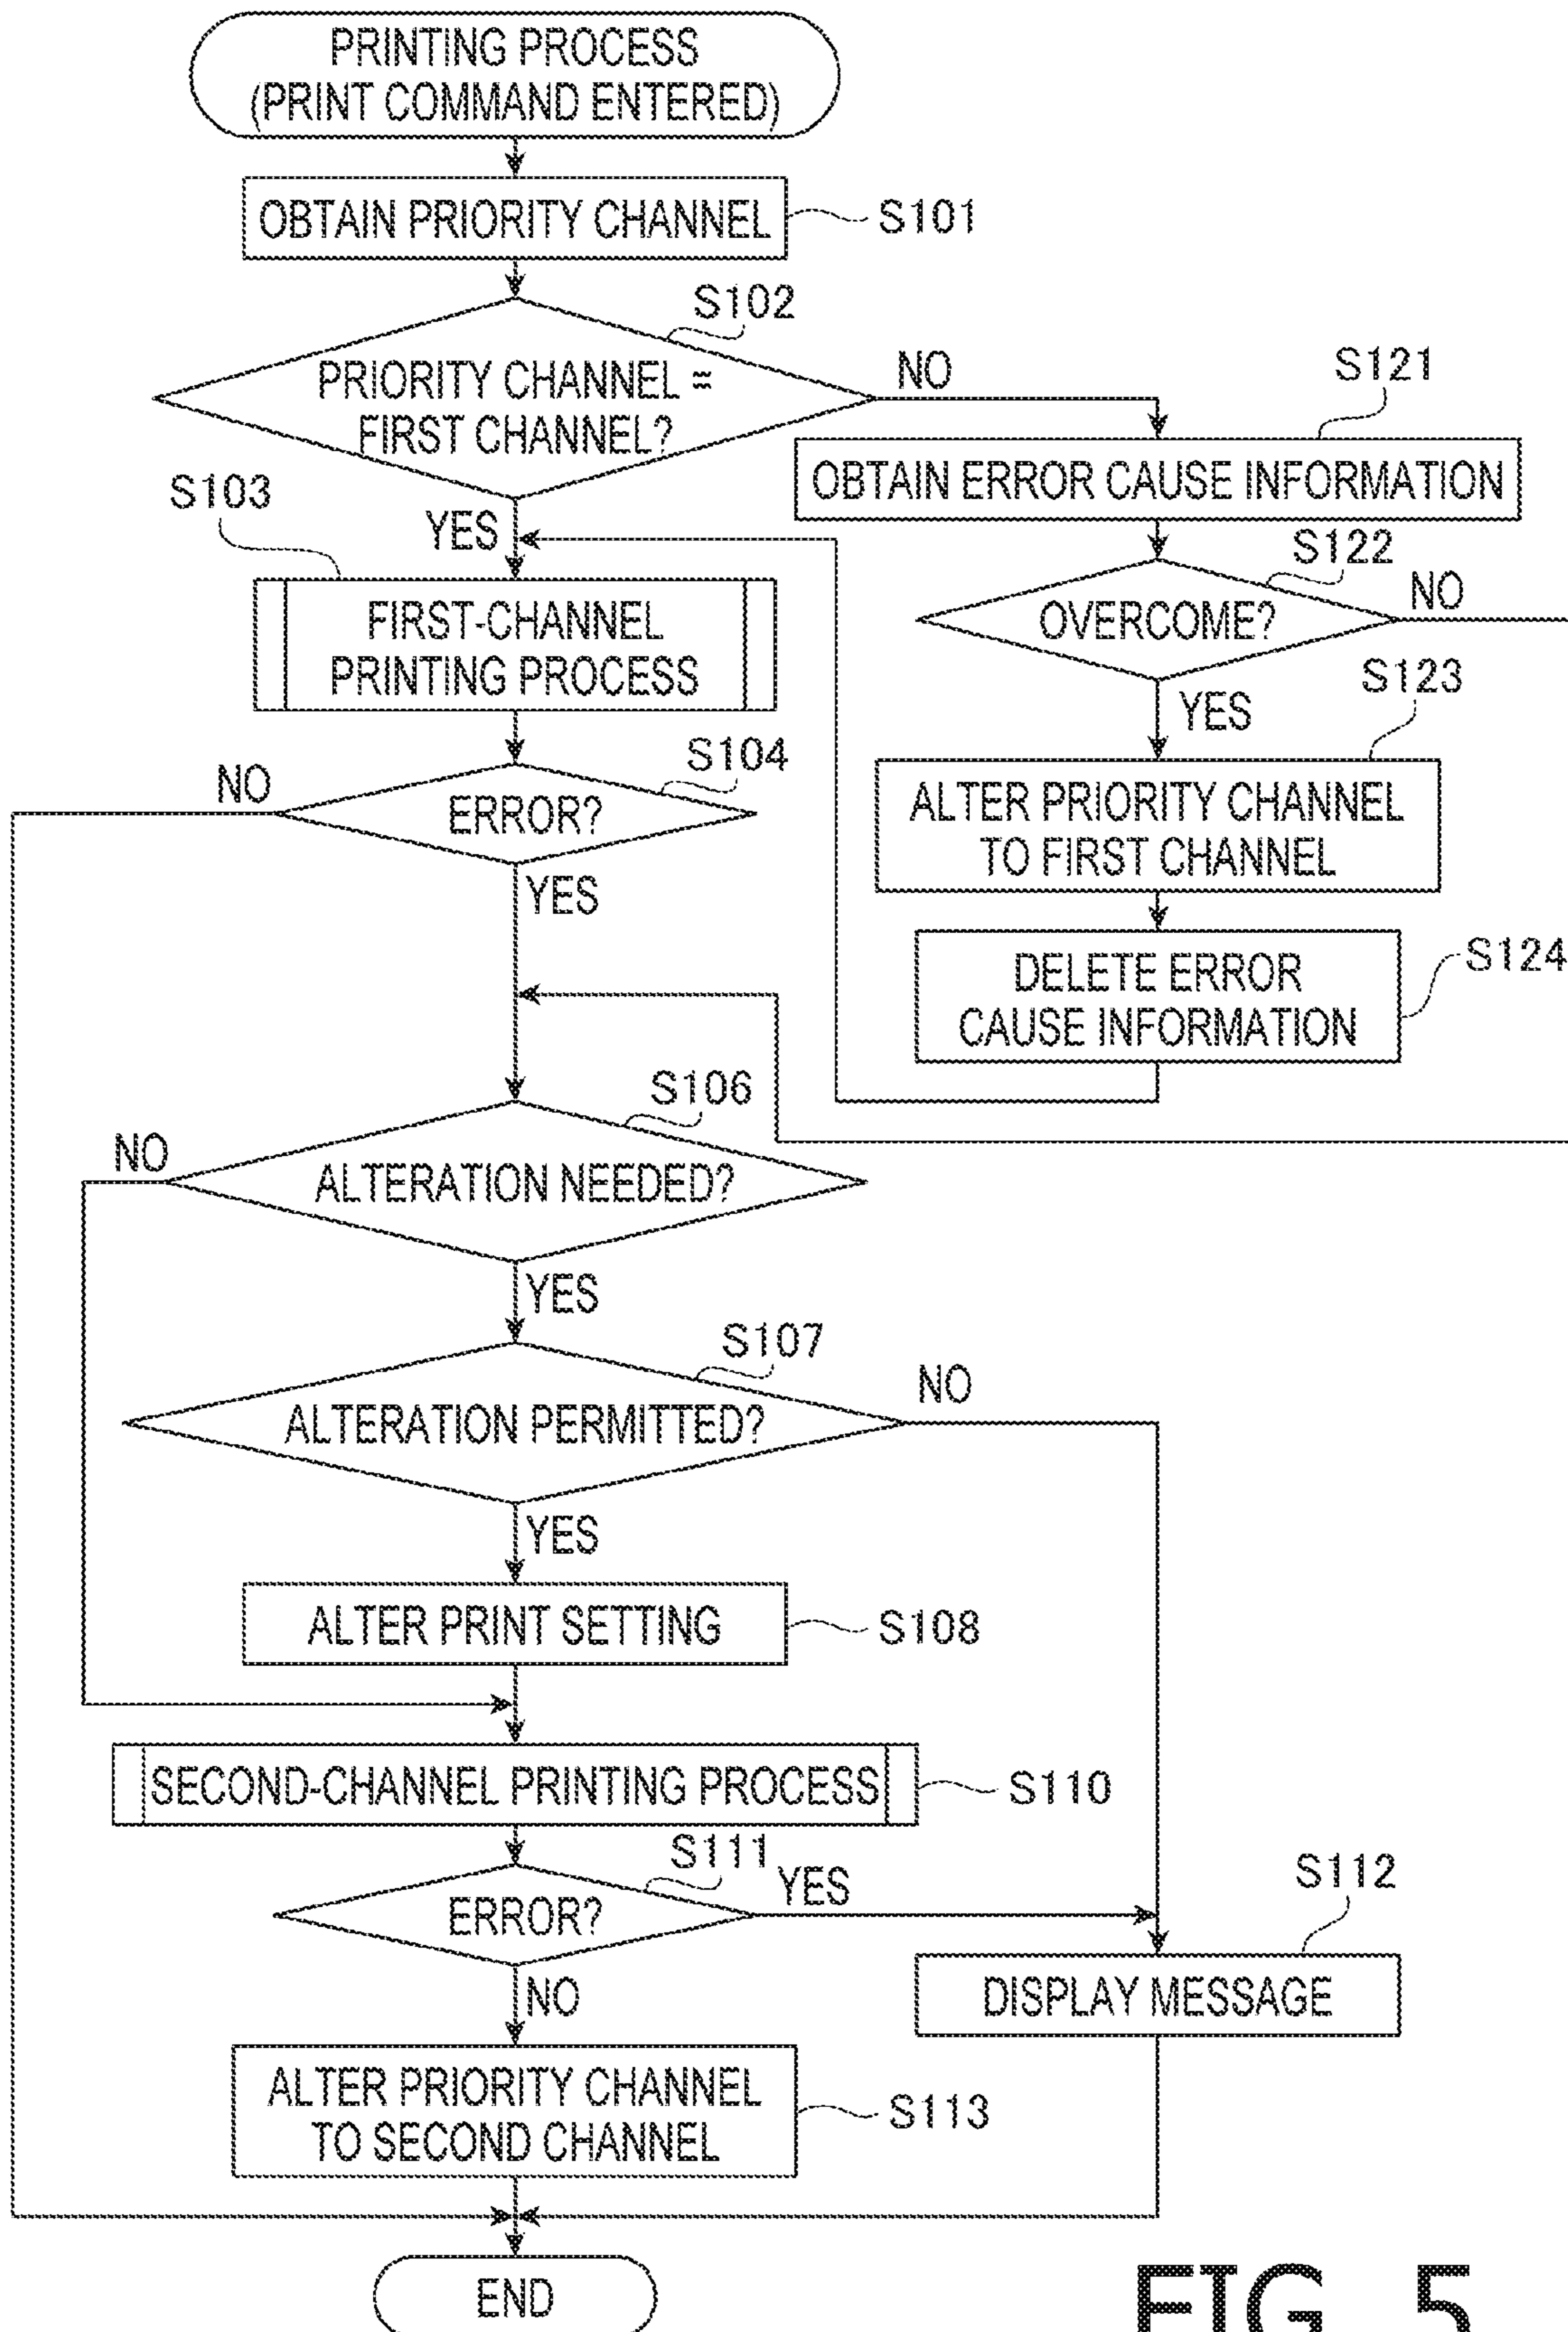 PRINTING PROCESS
(PRINT COMMAND ENTERED)
OBTAIN PRIORITY CHANNEL
S101
S102
PRIORITY CHANNEL =
FIRST CHANNEL?
NO
YES
S121
OBTAIN ERROR CAUSE INFORMATION
S103
FIRST-CHANNEL
PRINTING PROCESS
S122
OVERCOME?
NO
YES
S123
ALTER PRIORITY CHANNEL
TO FIRST CHANNEL
S104
ERROR?
NO
YES
DELETE ERROR
CAUSE INFORMATION
S124
S106
ALTERATION NEEDED?
NO
YES
S107
ALTERATION PERMITTED?
NO
YES
ALTER PRINT SETTING
S108
SECOND-CHANNEL PRINTING PROCESS
S110
S111
ERROR?
YES
NO
S112
DISPLAY MESSAGE
ALTER PRIORITY CHANNEL
TO SECOND CHANNEL
S113
END
FIG. 5